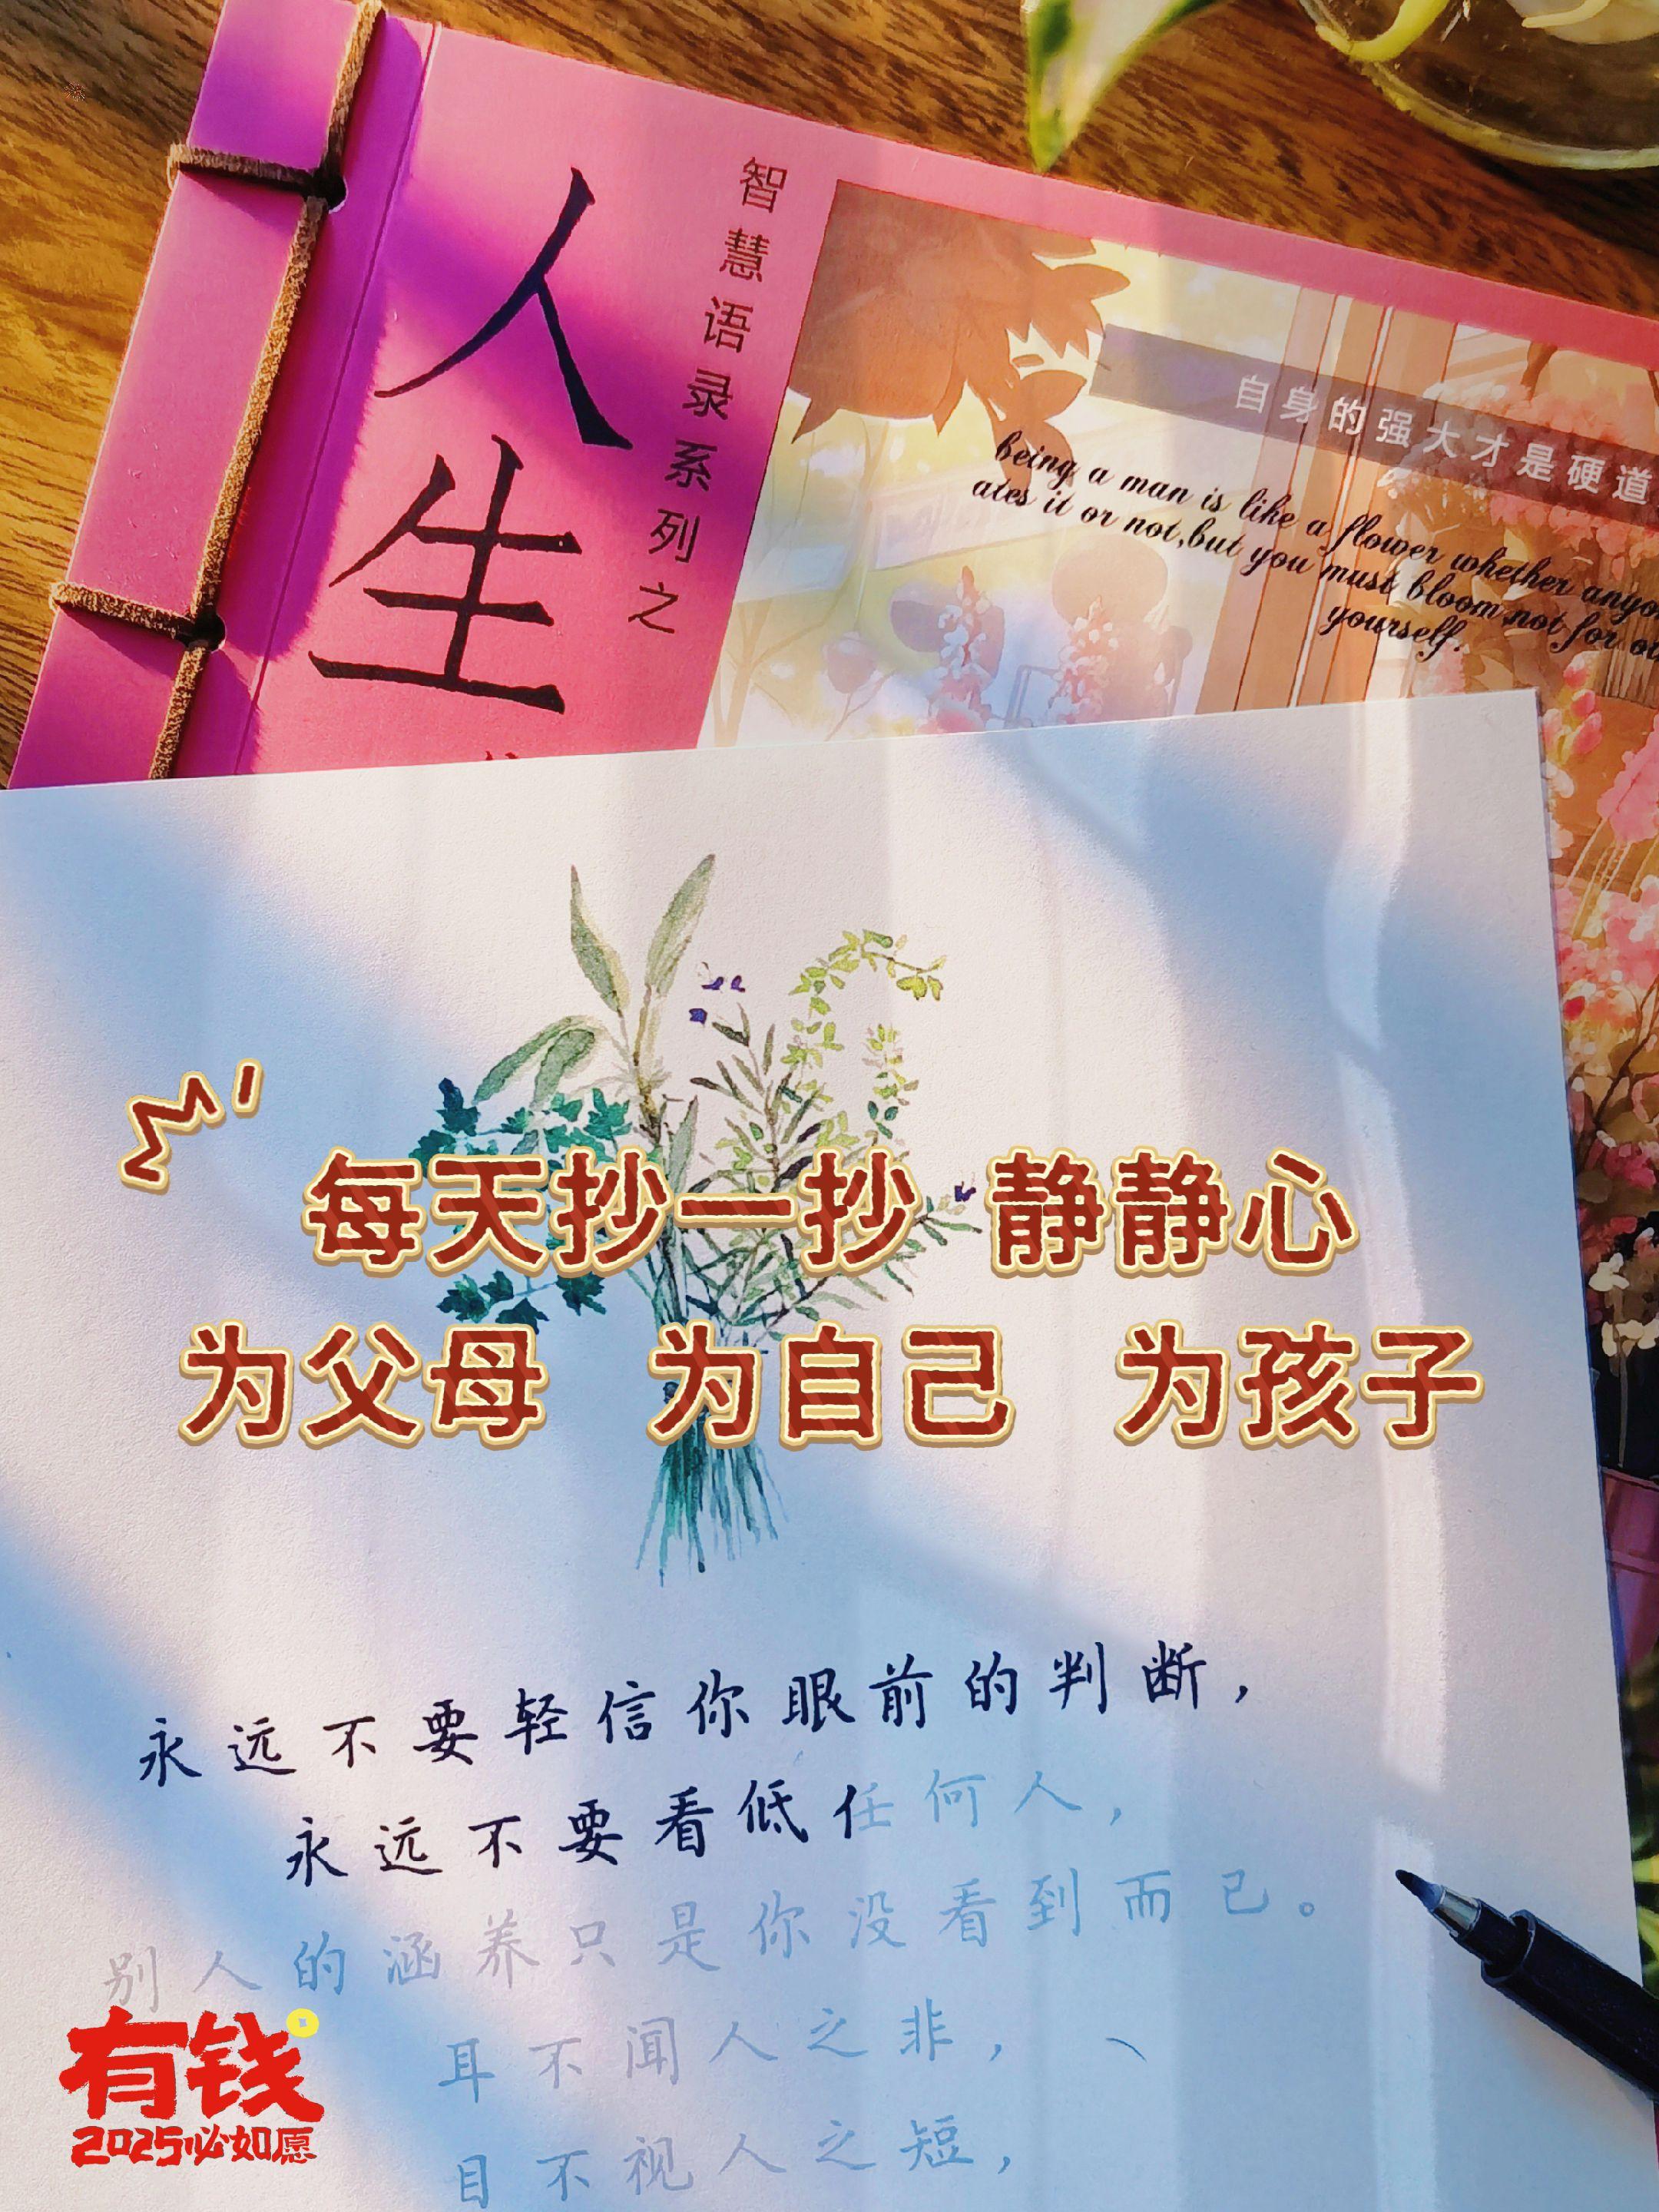 智慧语录系列之
人生
自身的强大才是硬道
being a man is like a flower whether anyo
ates it or not,but you must bloom not for ot
yourself.
每天抄一抄 静静心
为父母 为自己 为孩子
永远不要轻信你眼前的判断，
永远不要看低任何人，
别人的涵养只是你没看到而已。
耳不闻人之非，
目不视人之短，
有钱
2025必如愿